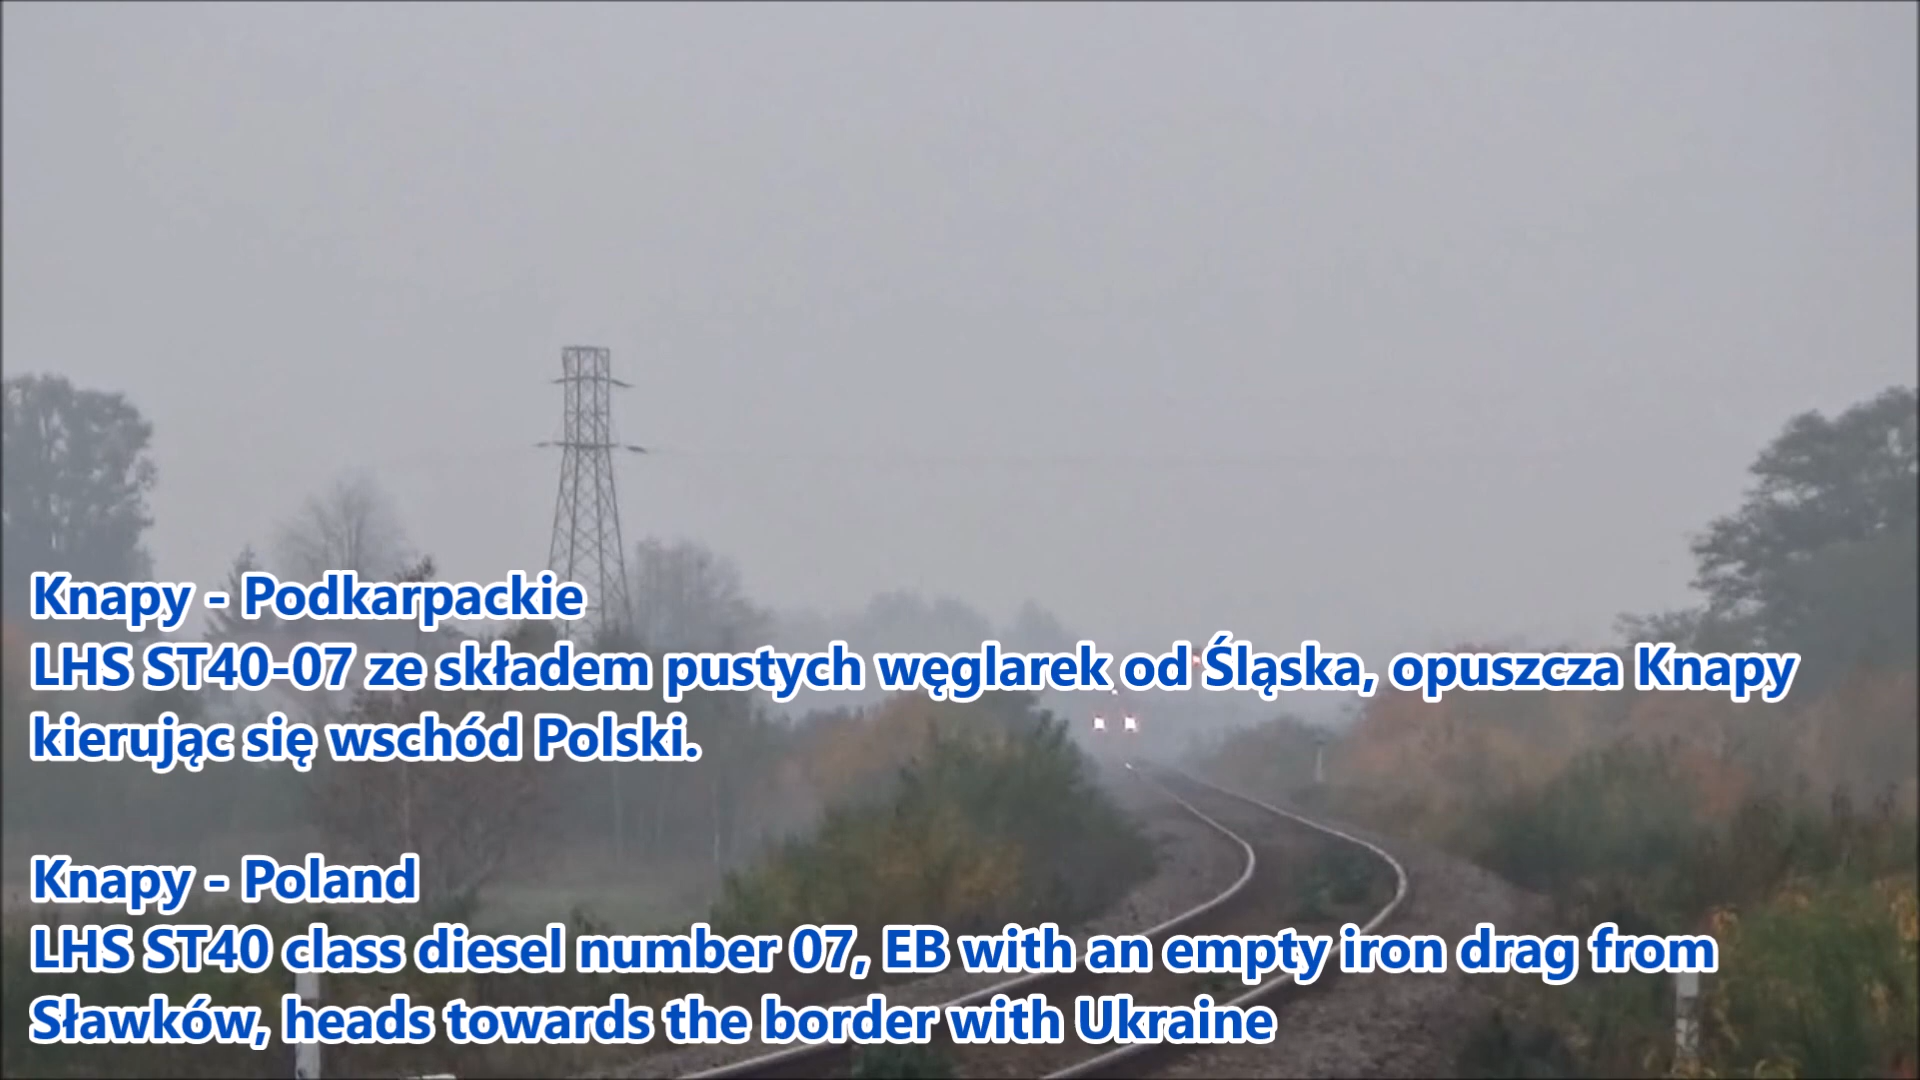 Knapy - Podkarpackie
LHS ST40-07 ze składem pustych węglarek od Śląska, opuszcza Knapy
kierując się wschód Polski.
Knapy - Poland
LHS ST40 class diesel number 07, EB with an empty iron drag from
Sławków, heads towards the border with Ukraine